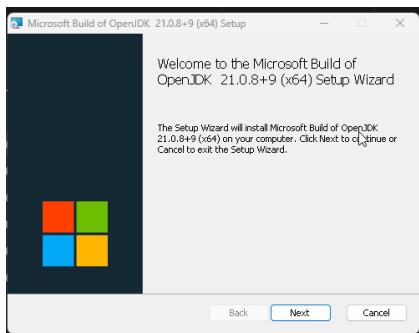 Microsoft Build of OpenJDK 21.0.8+9 (x64) Setup
Welcome to the Microsoft Build of
OpenJDK 21.0.8+9 (x64) Setup Wizard
The Setup Wizard will install Microsoft Build of OpenJDK
21.0.8+9 (x64) on your computer. Click Next to continue or
Cancel to exit the Setup Wizard.
Back Next Cancel